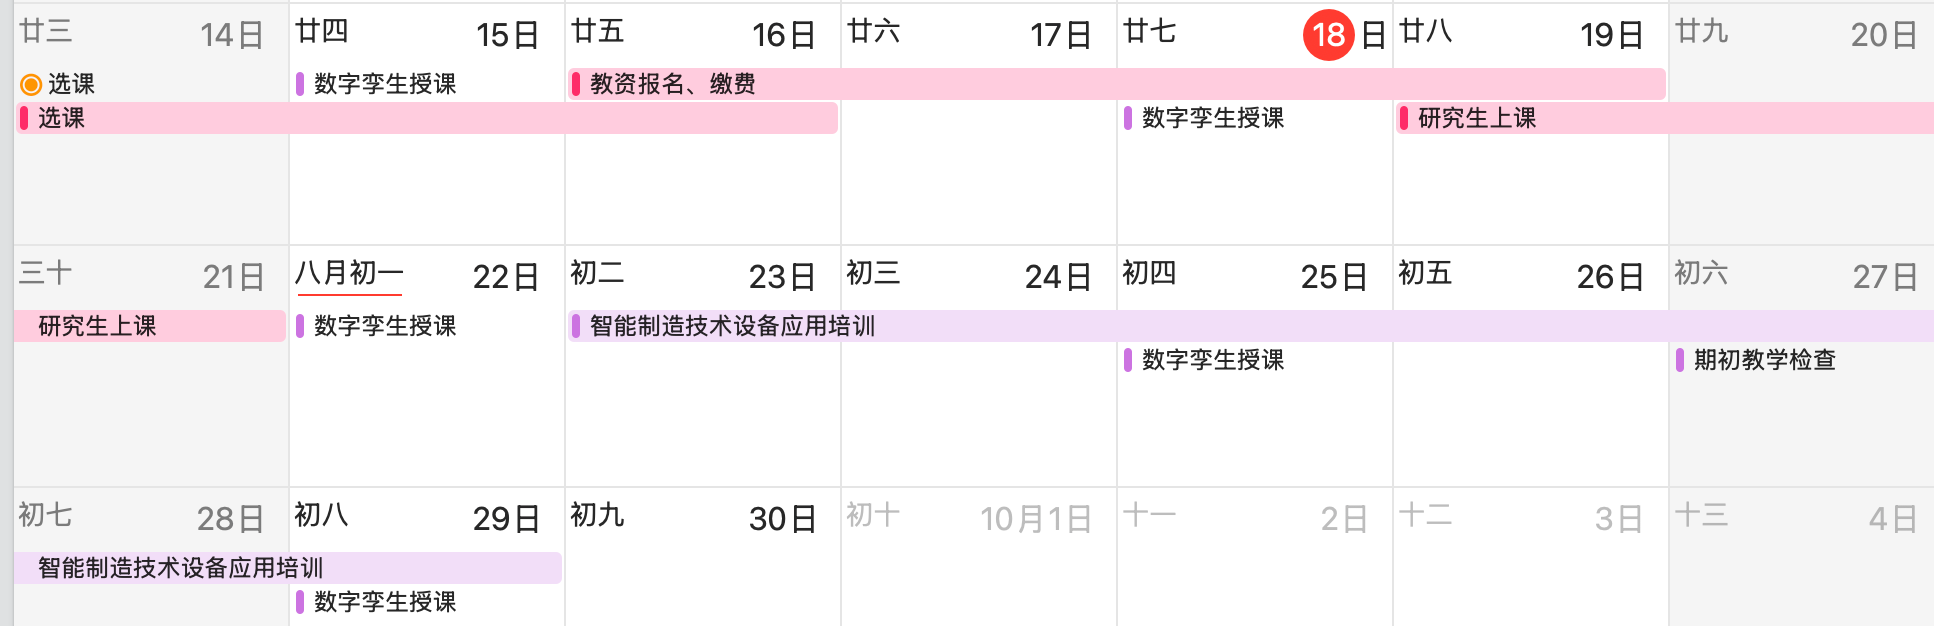 廿三 14日 廿四 15日 廿五 16日 廿六 17日 廿七 18日 廿八 19日 廿九 20日
选课 数字孪生授课 教资报名、缴费
选课 数字孪生授课 研究生上课
三十 21日 八月初一 22日 初二 23日 初三 24日 初四 25日 初五 26日 初六 27日
研究生上课 数字孪生授课 智能制造技术设备应用培训
数字孪生授课 期初教学检查
初七 28日 初八 29日 初九 30日 初十 10月1日 十一 2日 十二 3日 十三 4日
智能制造技术设备应用培训
数字孪生授课